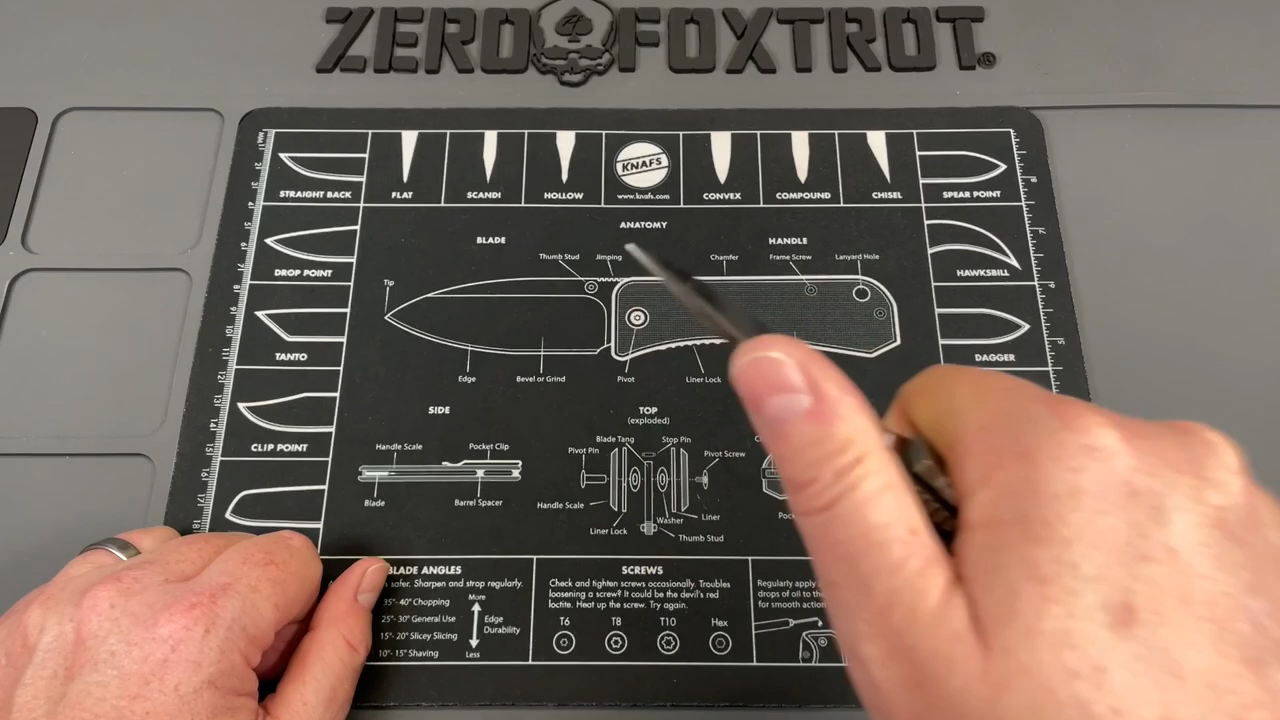 ZERO FOXTROT®
KNAFS
www.knafs.com
STRAIGHT BACK
FLAT
SCANDI
HOLLOW
CONVEX
COMPOUND
CHISEL
SPEAR POINT
DROP POINT
HAWKSBILL
TANTO
DAGGER
CLIP POINT
ANATOMY
BLADE
HANDLE
Thumb Stud
Jimping
Chamfer
Frame Screw
Lanyard Hole
Tip
Edge
Bevel or Grind
Pivot
Liner Lock
SIDE
Handle Scale
Pocket Clip
Blade
Barrel Spacer
TOP
(exploded)
Blade Tang
Stop Pin
Pivot Pin
Pivot Screw
Handle Scale
Liner
Washer
Liner Lock
Thumb Stud
BLADE ANGLES
safer. Sharpen and strop regularly.
35°- 40° Chopping
25°- 30° General Use
15°- 20° Slicey Slicing
10°- 15° Shaving
More
Edge
Durability
Less
SCREWS
Check and tighten screws occasionally. Troubles
loosening a screw? It could be the devil's red
loctite. Heat up the screw. Try again.
T6
T8
T10
Hex
Regularly apply
drops of oil to the
for smooth action